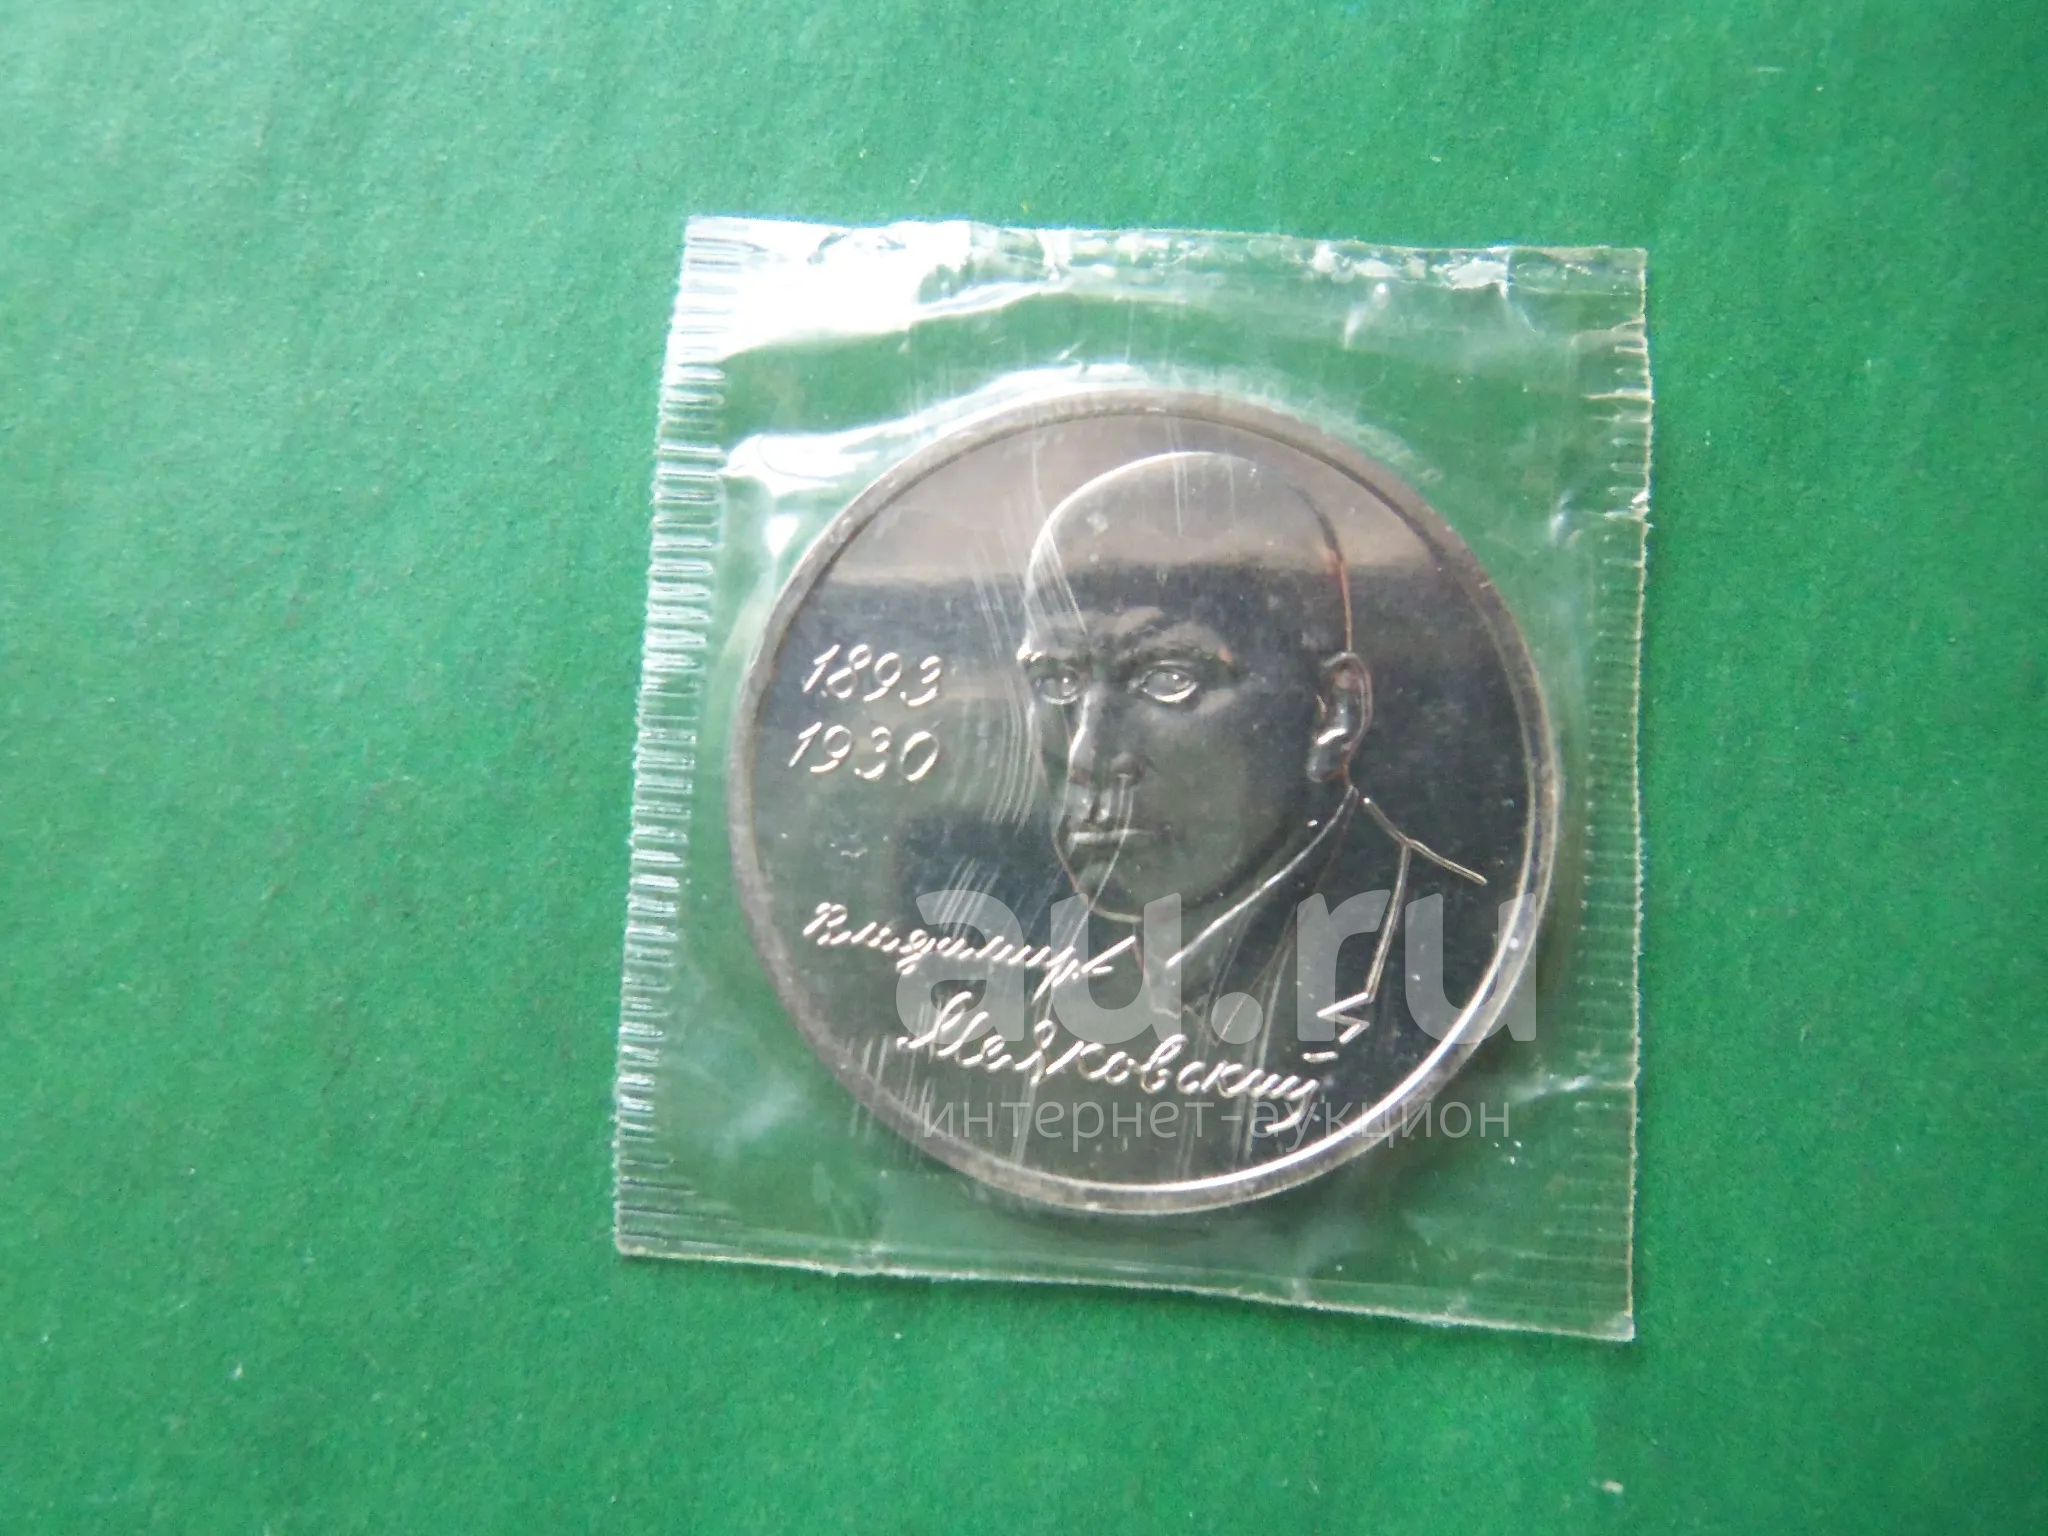 1893
1930
Владимир
Маяковский
au.ru
интернет-аукцион